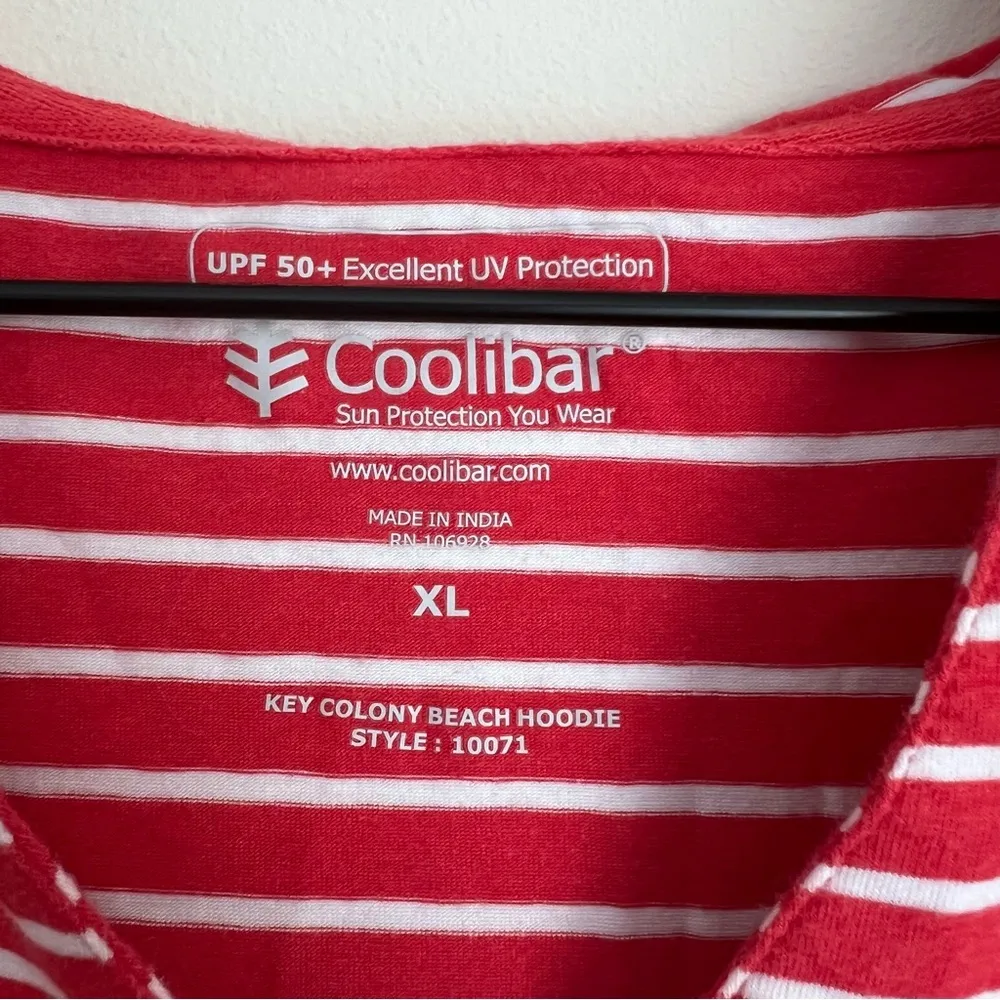 UPF 50+ Excellent UV Protection
Coolibar®
Sun Protection You Wear
www.coolibar.com
MADE IN INDIA
RN 106928
XL
KEY COLONY BEACH HOODIE
STYLE : 10071